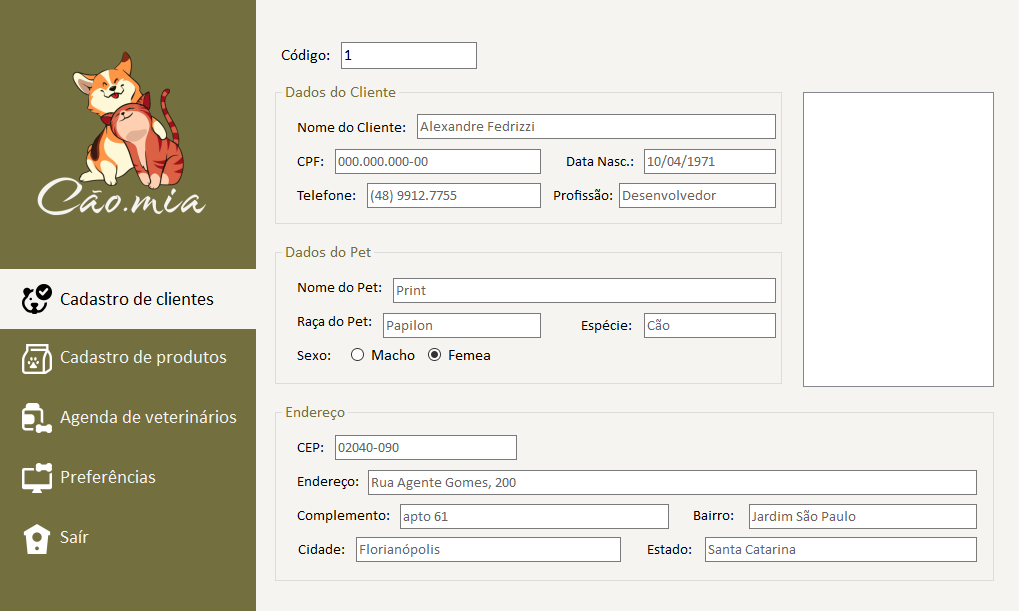 Cão.mia
Cadastro de clientes
Cadastro de produtos
Agenda de veterinários
Preferências
Saír
Código: 1
Dados do Cliente
Nome do Cliente: Alexandre Fedrizzi
CPF: 000.000.000-00 Data Nasc.: 10/04/1971
Telefone: (48) 9912.7755 Profissão: Desenvolvedor
Dados do Pet
Nome do Pet: Print
Raça do Pet: Papilon Espécie: Cão
Sexo: Macho Femea
Endereço
CEP: 02040-090
Endereço: Rua Agente Gomes, 200
Complemento: apto 61 Bairro: Jardim São Paulo
Cidade: Florianópolis Estado: Santa Catarina